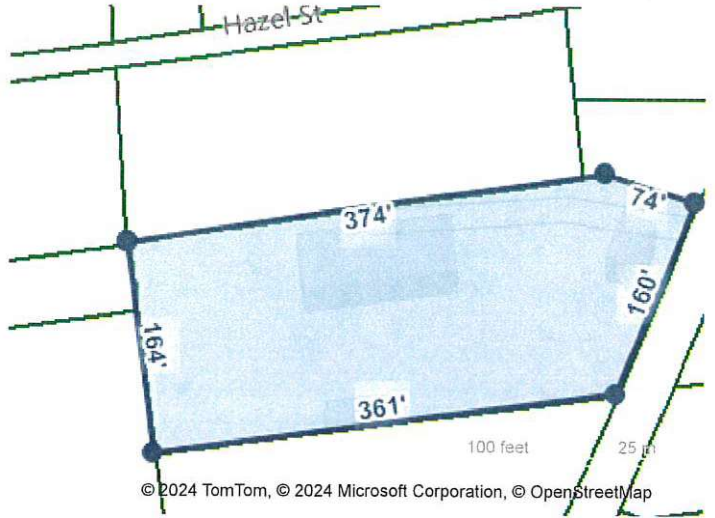 Hazel St
74'
374'
160'
164'
361'
100 feet 25 m
© 2024 TomTom, © 2024 Microsoft Corporation, © OpenStreetMap